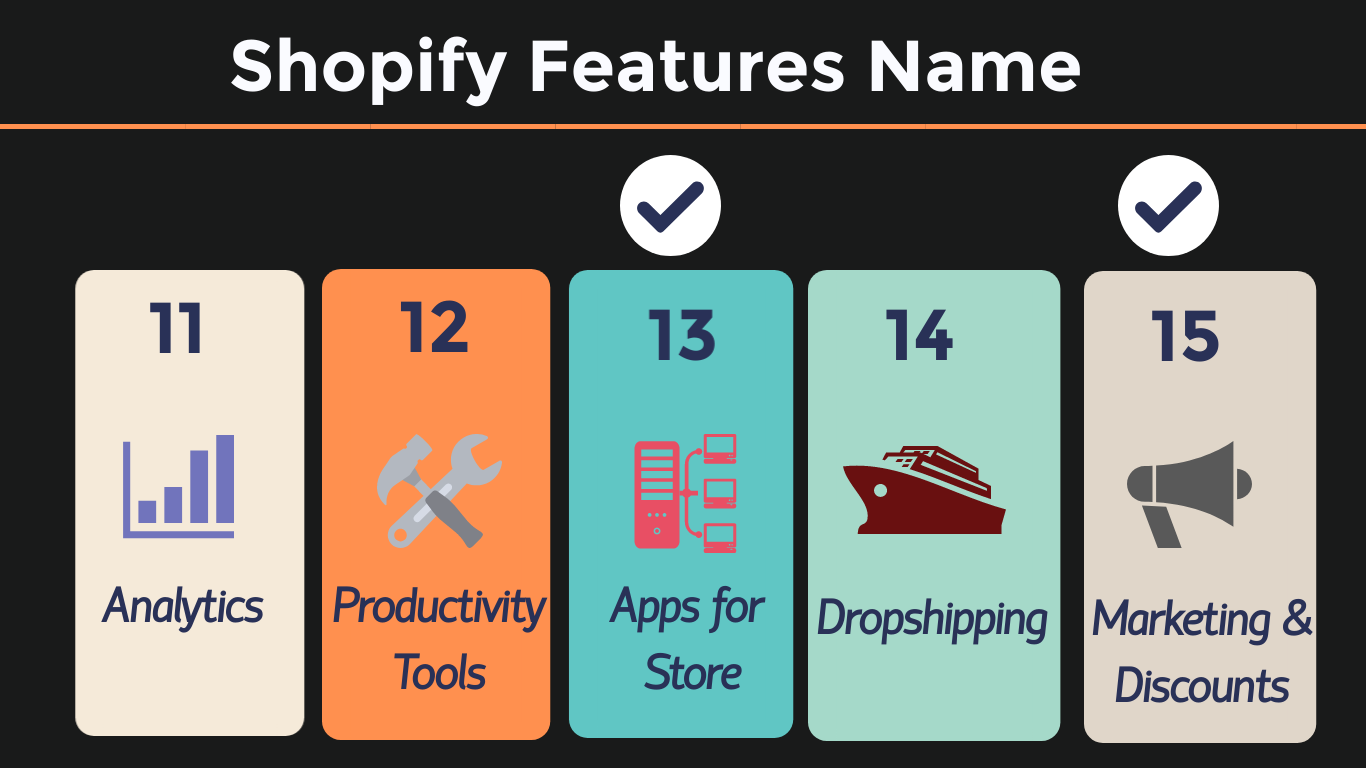 Shopify Features Name
11
12
13
14
15
Analytics
Productivity
Tools
Apps for
Store
Dropshipping
Marketing &
Discounts